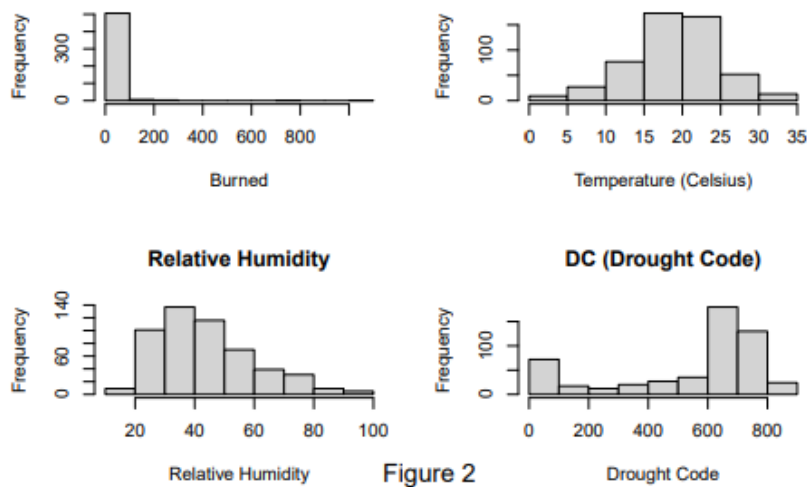 Frequency
0
300
0
200
400
600
800
Burned
Frequency
0
100
0
5
10
15
20
25
30
35
Temperature (Celsius)
Relative Humidity
Frequency
0
60
140
20
40
60
80
100
Relative Humidity
DC (Drought Code)
Frequency
0
100
0
200
400
600
800
Drought Code
Figure 2